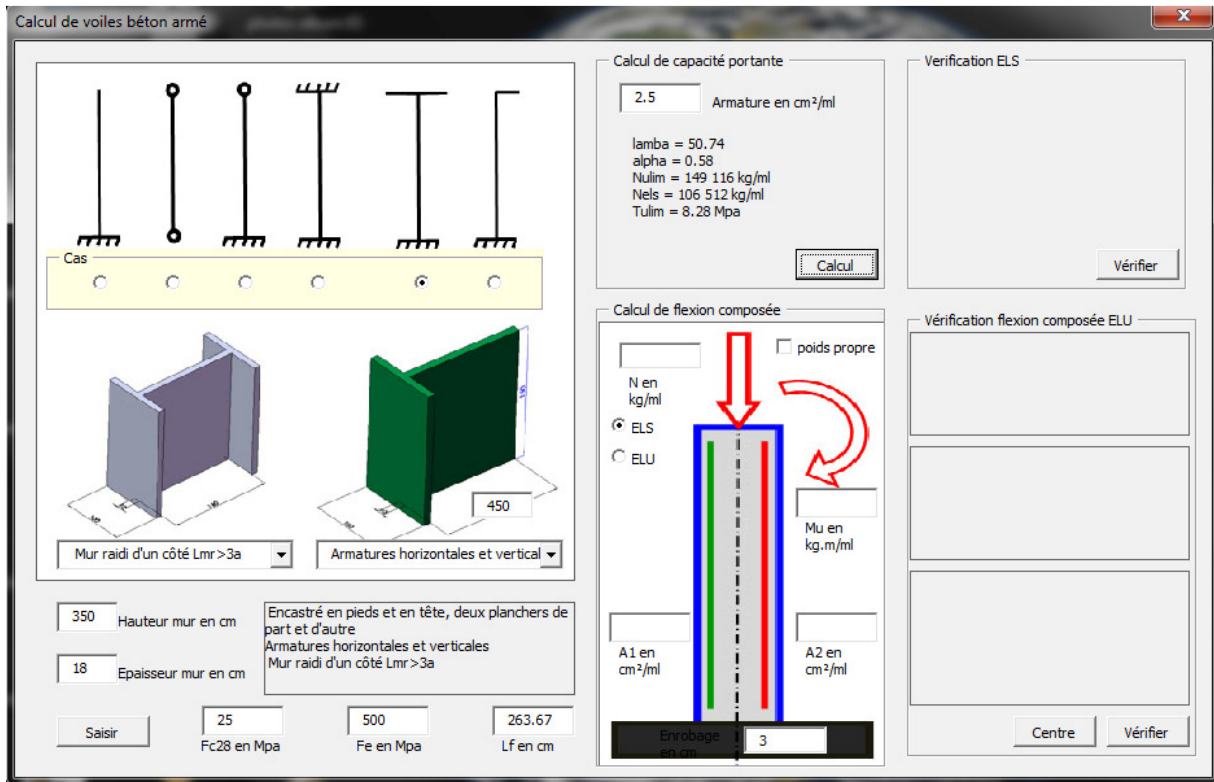 Calcul de voiles béton armé
Cas
450
Mur raidi d'un côté Lmr>3a
Armatures horizontales et vertical
350
Hauteur mur en cm
18
Epaisseur mur en cm
Encastré en pieds et en tête, deux planchers de
part et d'autre
Armatures horizontales et verticales
Mur raidi d'un côté Lmr>3a
Saisir
25
Fc28 en Mpa
500
Fe en Mpa
263.67
Lf en cm
Calcul de capacité portante
2.5
Armature en cm²/ml
lamba = 50.74
alpha = 0.58
Nulim = 149 116 kg/ml
Nels = 106 512 kg/ml
Tulim = 8.28 Mpa
Calcul
Calcul de flexion composée
poids propre
N en
kg/ml
ELS
ELU
Mu en
kg.m/ml
A1 en
cm²/ml
A2 en
cm²/ml
Enrobage
en cm
3
Verification ELS
Vérifier
Vérification flexion composée ELU
Centre
Vérifier